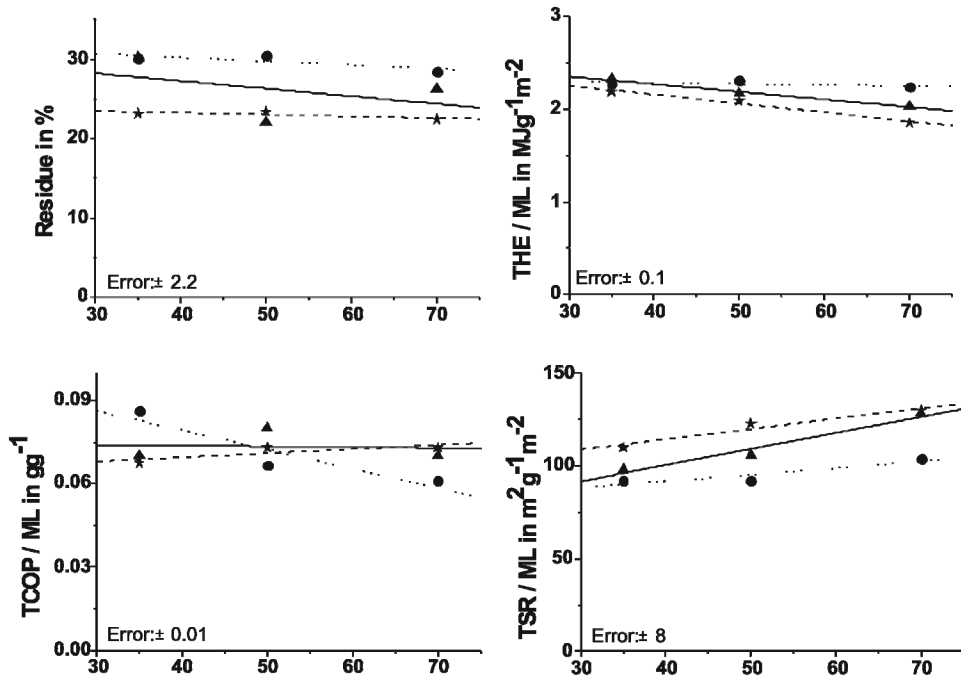 30
20
10
0
Residue in %
Error:± 2.2
30 40 50 60 70
3
2
1
0
THE / ML in MJg-1m-2
Error:± 0.1
30 40 50 60 70
0.09
0.06
0.03
0.00
TCOP / ML in gg-1
Error:± 0.01
30 40 50 60 70
150
100
50
0
TSR / ML in m2g-1m-2
Error:± 8
30 40 50 60 70